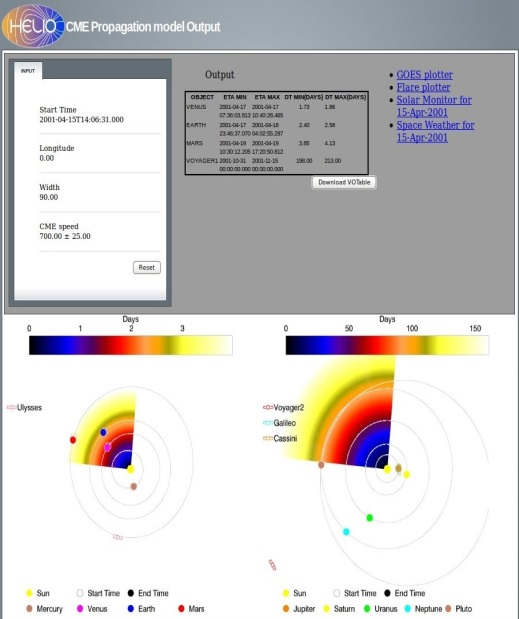 HELIO CME Propagation model Output
INPUT
Start Time
2001-04-15T14:06:31.000
Longitude
0.00
Width
90.00
CME speed
700.00 ± 25.00
Reset
Output
OBJECT ETA MIN ETA MAX DT MIN(DAYS) DT MAX(DAYS)
VENUS 2001-04-17 2001-04-17 1.73 1.86
07:36:03.813 10:40:26.465
EARTH 2001-04-17 2001-04-18 2.40 2.58
23:46:37.070 04:02:55.297
MARS 2001-04-19 2001-04-19 3.85 4.13
10:30:12.205 17:20:50.812
VOYAGER1 2001-10-31 2001-11-15 198.00 213.00
00:00:00.000 00:00:00.000
Download VOTable
GOES plotter
Flare plotter
Solar Monitor for
15-Apr-2001
Space Weather for
15-Apr-2001
Days
0 1 2 3
Ulysses
Sun Start Time End Time
Mercury Venus Earth Mars
Days
0 50 100 150
Voyager2
Galileo
Cassini
Sun Start Time End Time
Jupiter Saturn Uranus Neptune Pluto